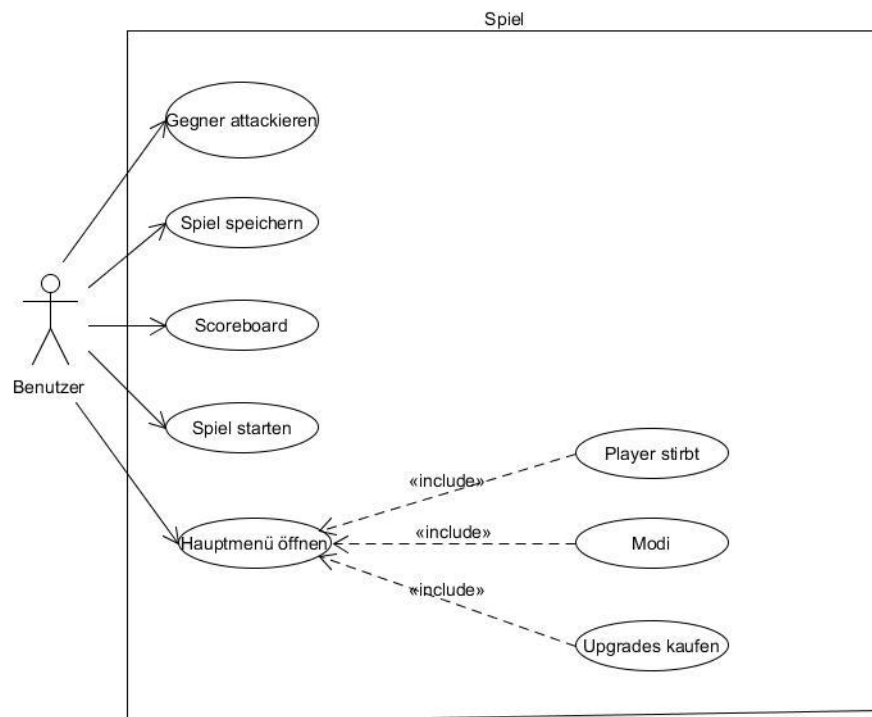 Spiel
Gegner attackieren
Spiel speichern
Scoreboard
Benutzer
Spiel starten
Player stirbt
«include»
Hauptmenü öffnen
«include»
Modi
«include»
Upgrades kaufen